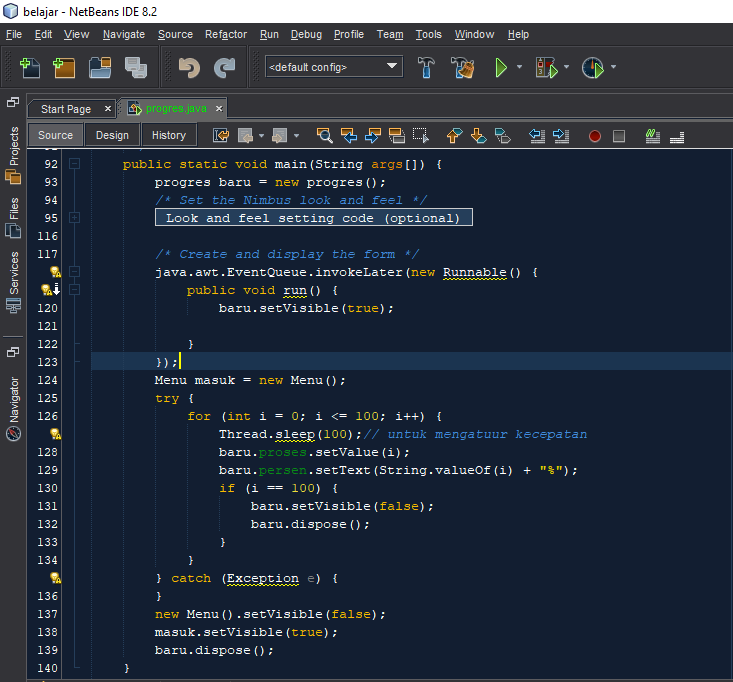 belajar - NetBeans IDE 8.2
File Edit View Navigate Source Refactor Run Debug Profile Team Tools Window Help
<default config>
Start Page × progres.java ×
Source Design History
Projects
Files
Services
Navigator
92 public static void main(String args[]) {
93 progres baru = new progres();
94 /* Set the Nimbus look and feel */
95 Look and feel setting code (optional)
116
117 /* Create and display the form */
java.awt.EventQueue.invokeLater(new Runnable() {
public void run() {
120 baru.setVisible(true);
121
122 }
123 });
124 Menu masuk = new Menu();
125 try {
126 for (int i = 0; i <= 100; i++) {
Thread.sleep(100);// untuk mengatuur kecepatan
128 baru.proses.setValue(i);
129 baru.persen.setText(String.valueOf(i) + "%");
130 if (i == 100) {
131 baru.setVisible(false);
132 baru.dispose();
133 }
134 }
} catch (Exception e) {
136 }
137 new Menu().setVisible(false);
138 masuk.setVisible(true);
139 baru.dispose();
140 }